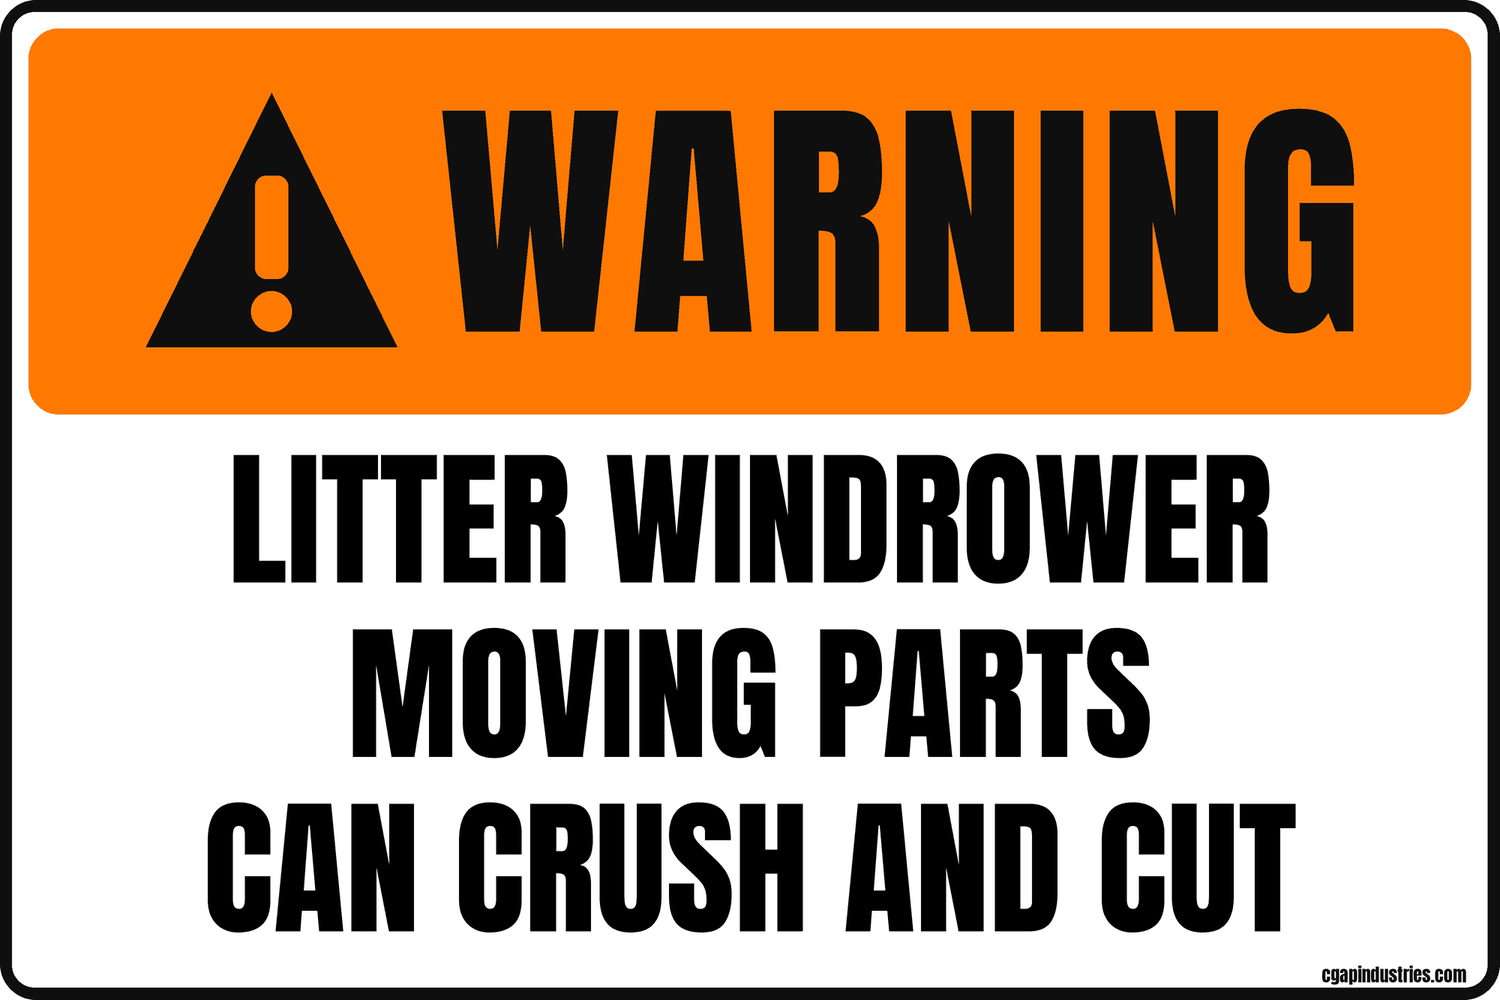 WARNING
LITTER WINDROWER
MOVING PARTS
CAN CRUSH AND CUT
cgapindustries.com